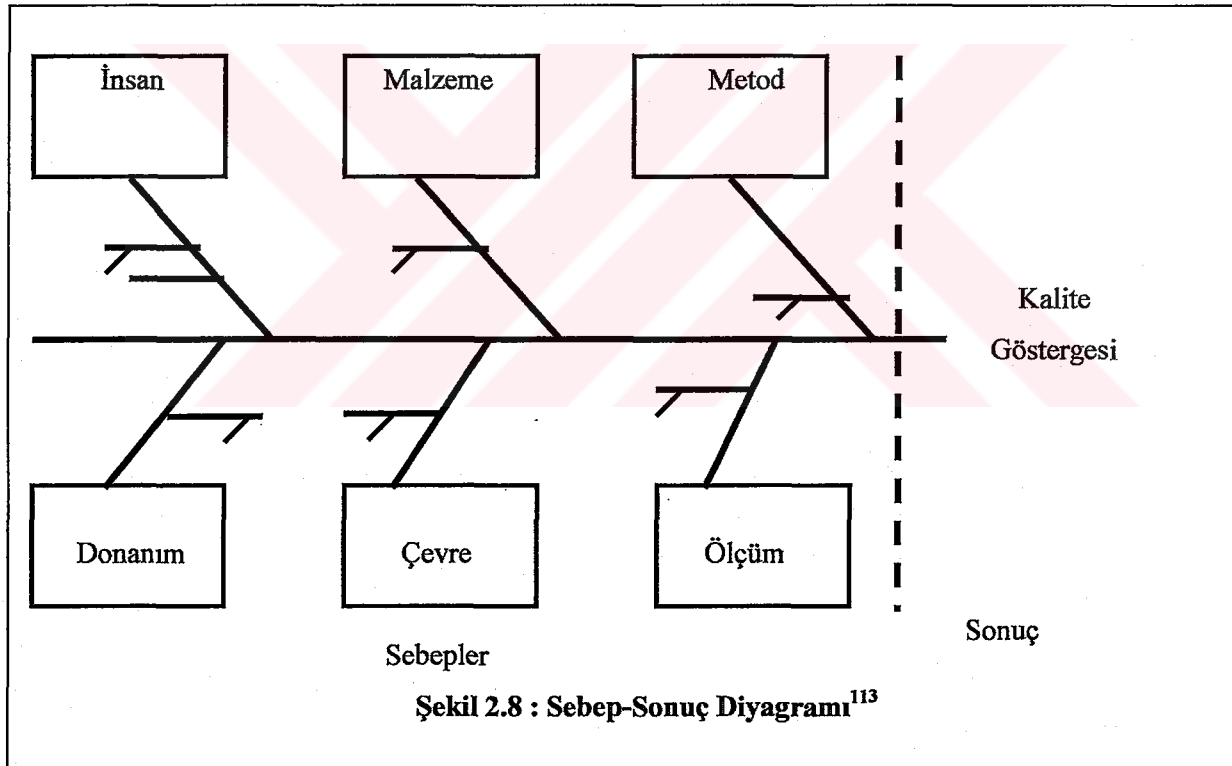 İnsan Malzeme Metod
Kalite
Göstergesi
Donanım Çevre Ölçüm
Sonuç
Sebepler
Şekil 2.8 : Sebep-Sonuç Diyagramı113